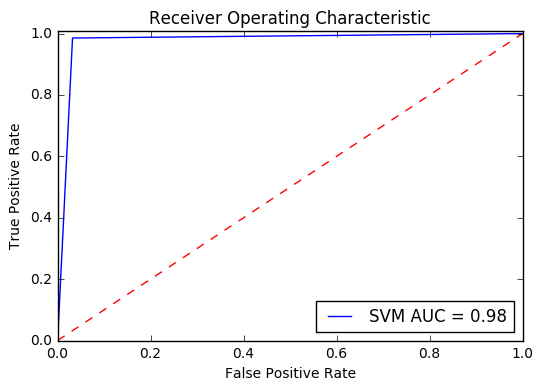 Receiver Operating Characteristic
True Positive Rate
1.0
0.8
0.6
0.4
0.2
0.0
SVM AUC = 0.98
0.0 0.2 0.4 0.6 0.8 1.0
False Positive Rate